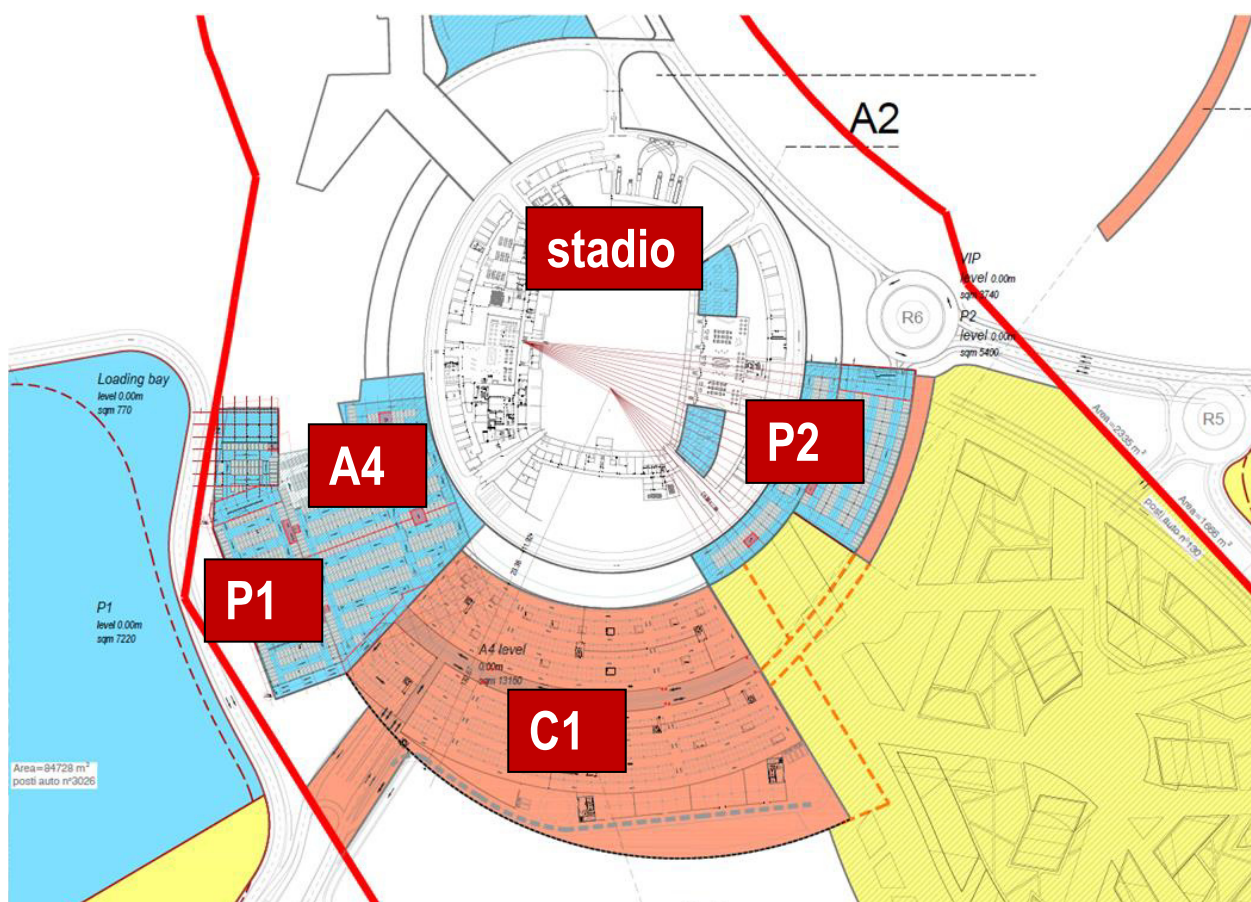 A2
stadio
VIP
level 0.00m
sqm 3740
R6
P2
level 0.00m
sqm 5400
Loading bay
level 0.00m
sqm 770
R5
Area=2335 m²
A4
P2
Area=1666 m²
posti auto n°130
P1
P1
level 0.00m
sqm 7220
A4 level
0.00m
sqm 13160
C1
Area=84728 m²
posti auto n°3026